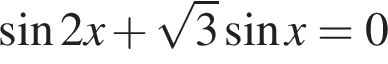 sin 2x + √3 sin x = 0